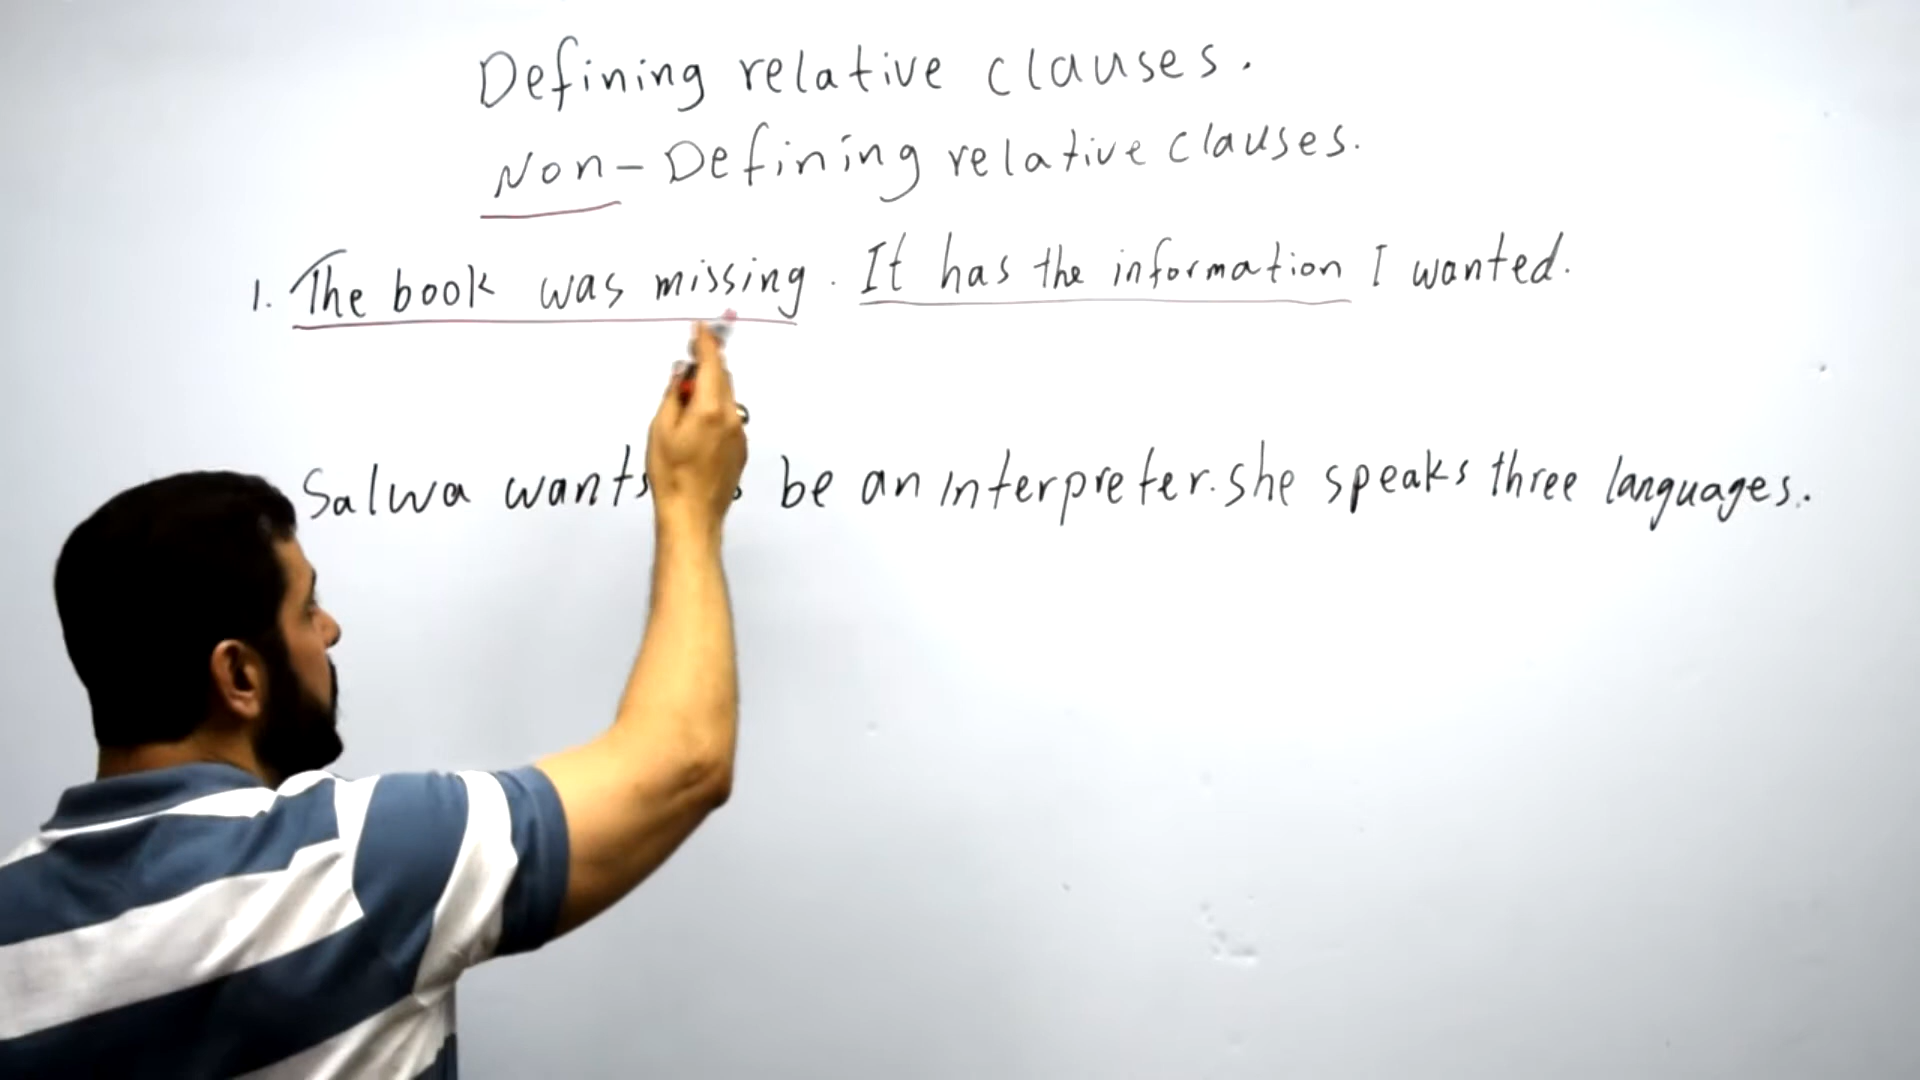 Defining relative clauses.
Non-Defining relative clauses.
1. The book was missing. It has the information I wanted.
Salwa wants be an interpreter. she speaks three languages.